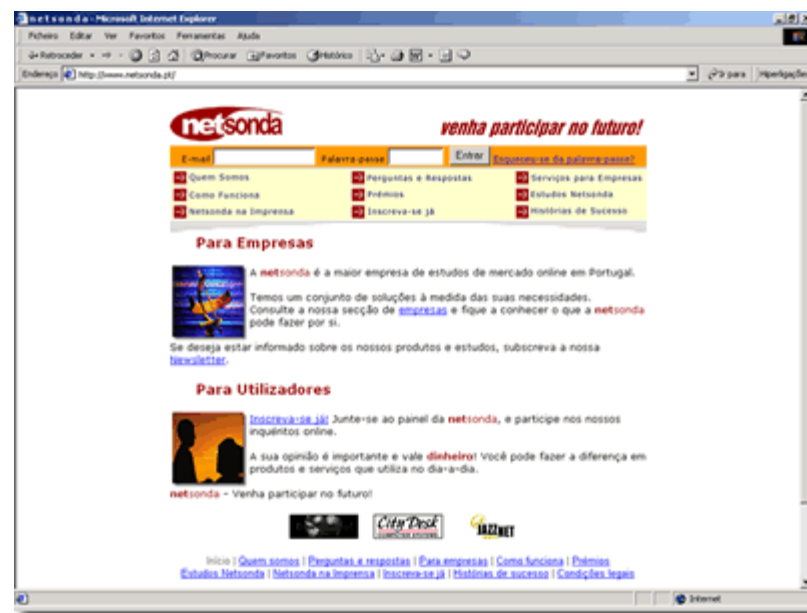 netsonda - Microsoft Internet Explorer
Ficheiro Editar Ver Favoritos Ferramentas Ajuda
Retroceder Procurar Favoritos Histórico
Endereço http://www.netsonda.pt/ Ir para Hiperligações
netsonda venha participar no futuro!
E-mail Palavra-passe Entrar Esqueceu-se da palavra-passe?
Quem Somos Perguntas e Respostas Serviços para Empresas
Como Funciona Prémios Estudos Netsonda
Netsonda na Imprensa Inscreva-se já Histórias de Sucesso
Para Empresas
A netsonda é a maior empresa de estudos de mercado online em Portugal.
Temos um conjunto de soluções à medida das suas necessidades.
Consulte a nossa secção de empresas e fique a conhecer o que a netsonda
pode fazer por si.
Se deseja estar informado sobre os nossos produtos e estudos, subscreva a nossa
Newsletter.
Para Utilizadores
Inscreva-se já! Junte-se ao painel da netsonda, e participe nos nossos
inquéritos online.
A sua opinião é importante e vale dinheiro! Você pode fazer a diferença em
produtos e serviços que utiliza no dia-a-dia.
netsonda - Venha participar no futuro!
City Desk
COMPUTER SYSTEMS
JAZZNET
Início | Quem somos | Perguntas e respostas | Para empresas | Como funciona | Prémios
Estudos Netsonda | Netsonda na Imprensa | Inscreva-se já | Histórias de sucesso | Condições legais
Internet